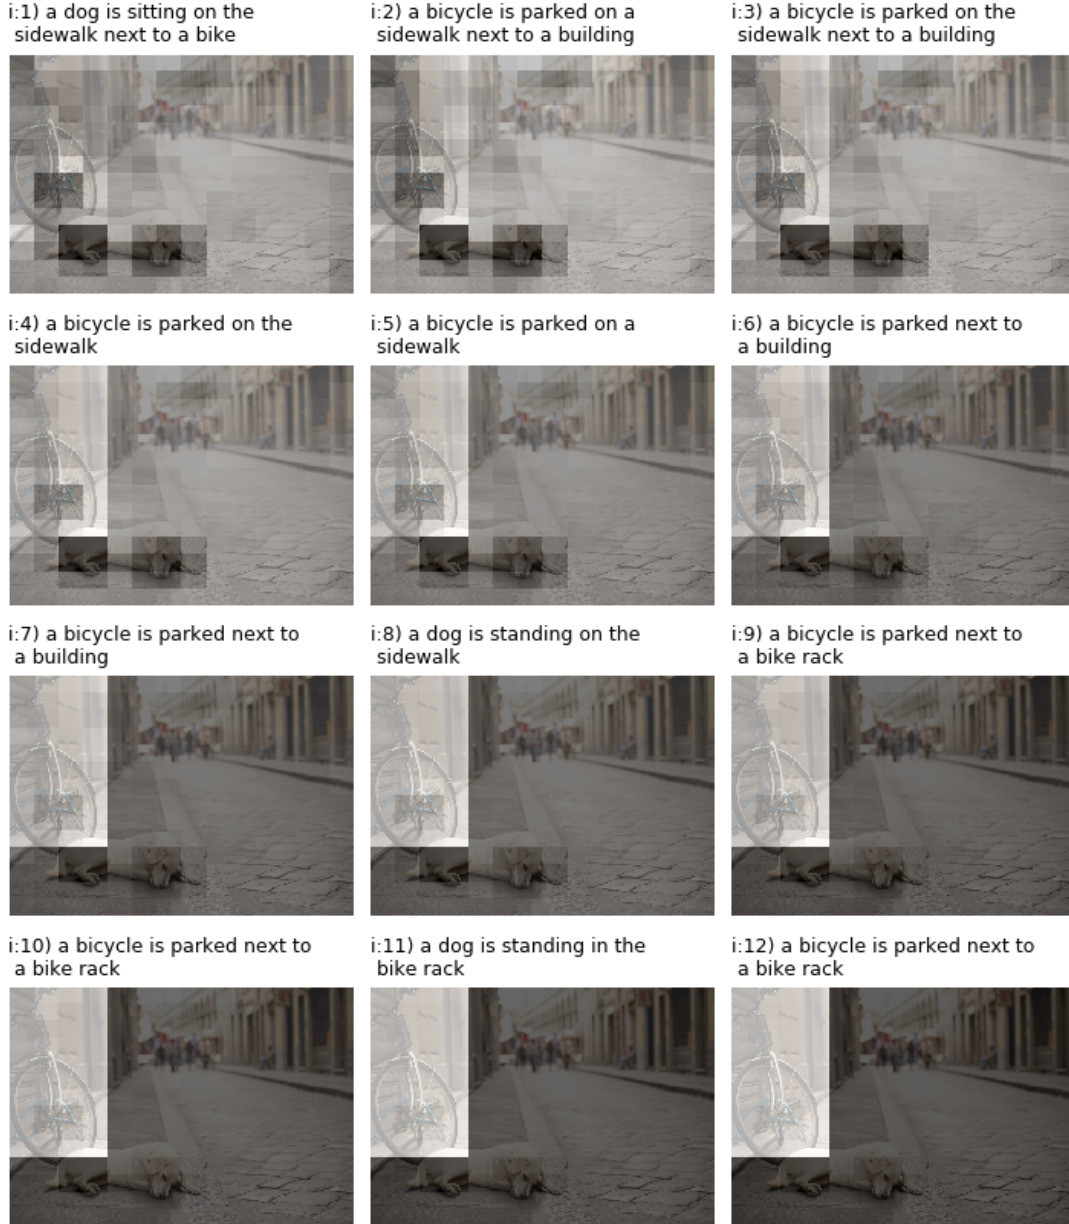 i:1) a dog is sitting on the
sidewalk next to a bike
i:2) a bicycle is parked on a
sidewalk next to a building
i:3) a bicycle is parked on the
sidewalk next to a building
i:4) a bicycle is parked on the
sidewalk
i:5) a bicycle is parked on a
sidewalk
i:6) a bicycle is parked next to
a building
i:7) a bicycle is parked next to
a building
i:8) a dog is standing on the
sidewalk
i:9) a bicycle is parked next to
a bike rack
i:10) a bicycle is parked next to
a bike rack
i:11) a dog is standing in the
bike rack
i:12) a bicycle is parked next to
a bike rack